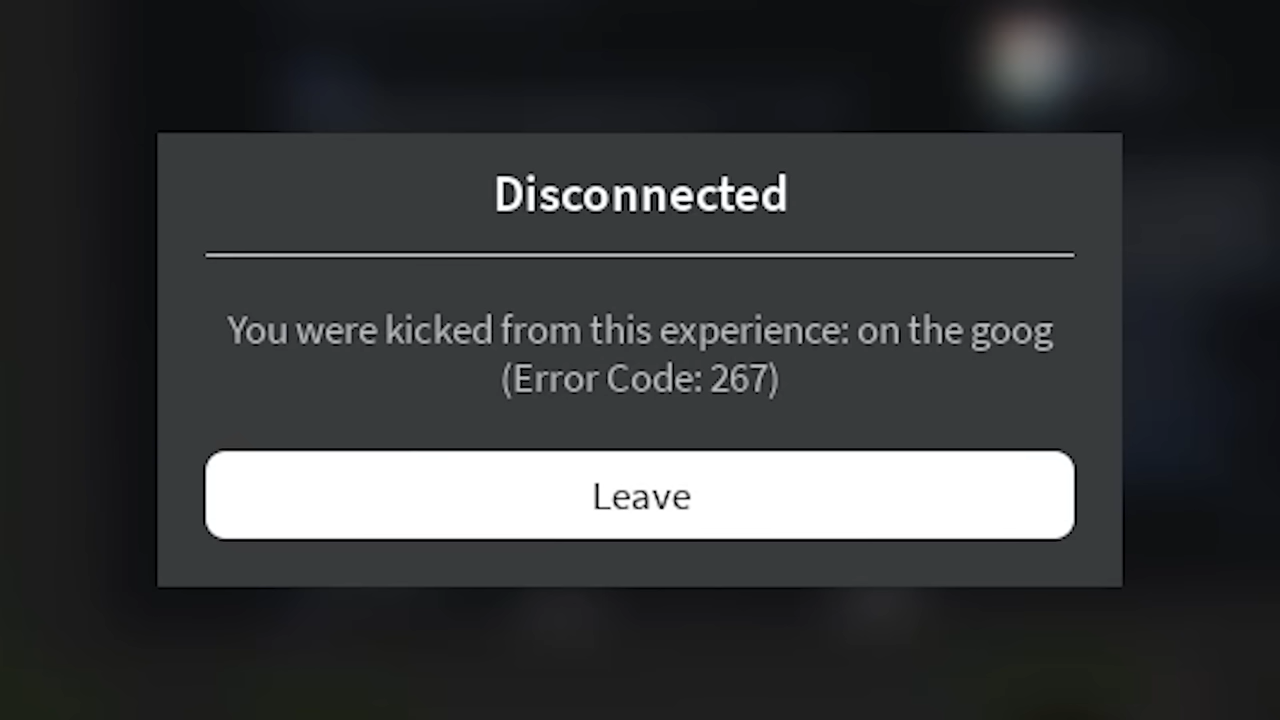 Disconnected
You were kicked from this experience: on the goog
(Error Code: 267)
Leave